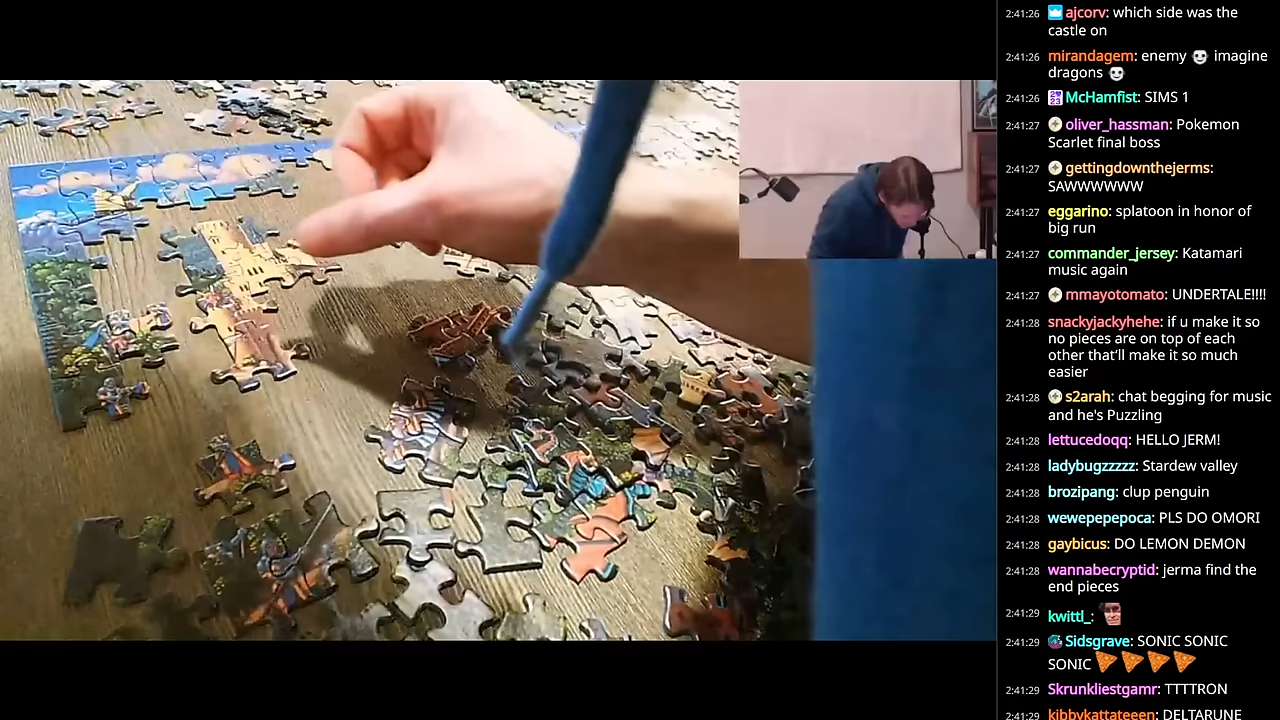 2:41:26 ajcorv: which side was the
castle on
2:41:26 mirandagem: enemy imagine
dragons
2:41:26 McHamfist: SIMS 1
2:41:27 oliver_hassman: Pokemon
Scarlet final boss
2:41:27 gettingdownthejerms:
SAWWWWWW
2:41:27 eggarino: splatoon in honor of
big run
2:41:27 commander_jersey: Katamari
music again
2:41:27 mmayotomato: UNDERTALE!!!!
2:41:28 snackyjackyhehe: if u make it so
no pieces are on top of each
other that'll make it so much
easier
2:41:28 s2arah: chat begging for music
and he's Puzzling
2:41:28 lettucedoqq: HELLO JERM!
2:41:28 ladybugzzzzz: Stardew valley
2:41:28 brozipang: clup penguin
2:41:28 wewepepepoca: PLS DO OMORI
2:41:28 gaybicus: DO LEMON DEMON
2:41:28 wannabecryptid: jerma find the
end pieces
2:41:29 kwittl_:
2:41:29 Sidsgrave: SONIC SONIC
SONIC
2:41:29 Skrunkliestgamr: TTTTRON
2:41:29 kibbykattateeen: DELTARUNE